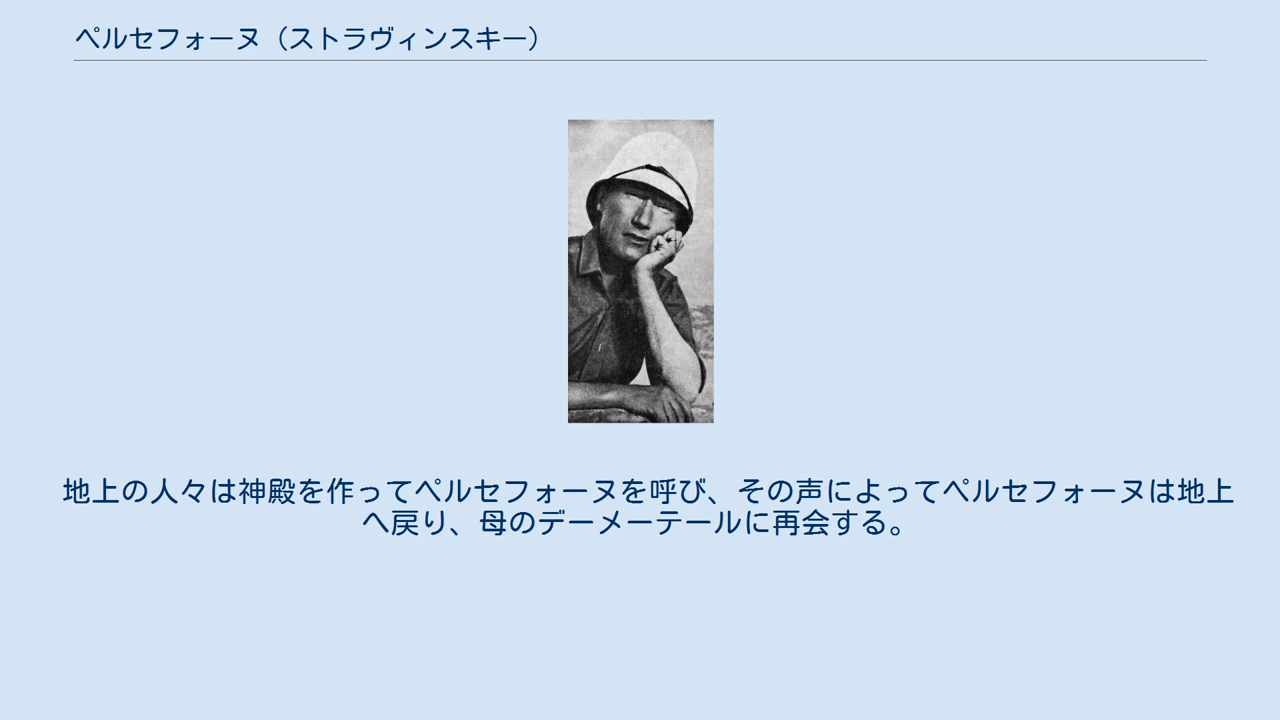 ペルセフォーヌ（ストラヴィンスキー）
地上の人々は神殿を作ってペルセフォーヌを呼び、その声によってペルセフォーヌは地上
へ戻り、母のデーメーテールに再会する。